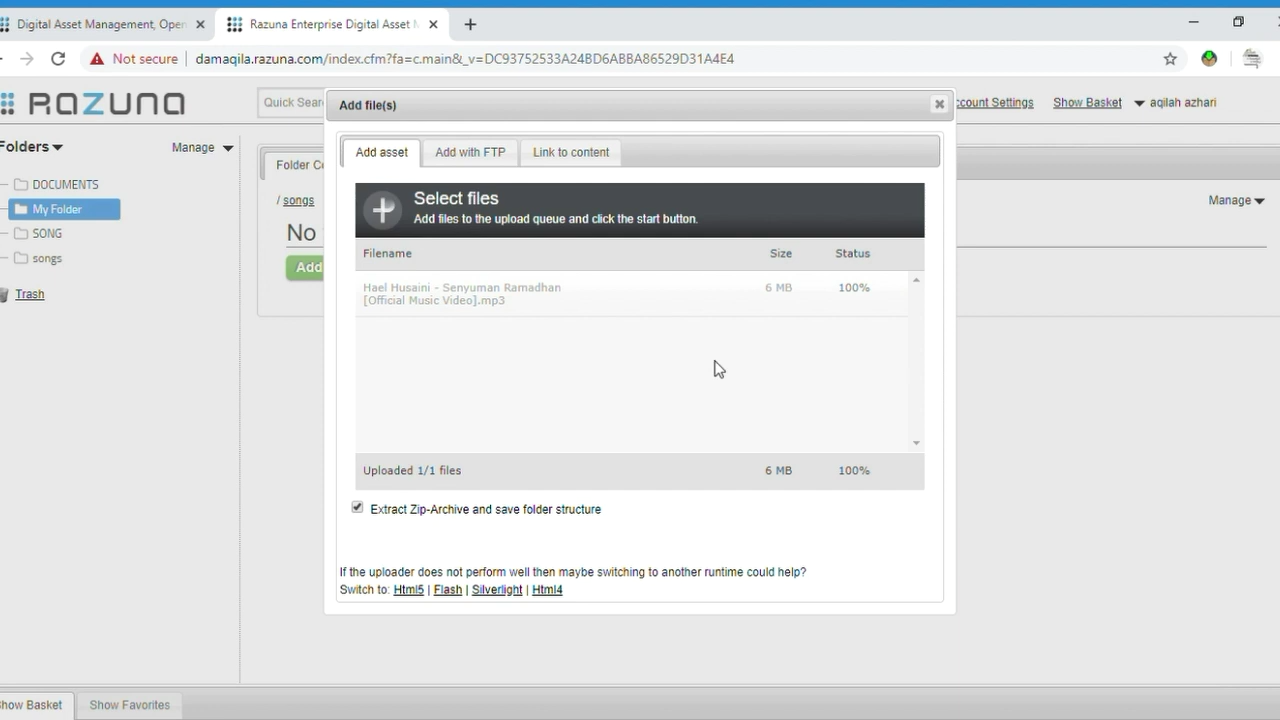 Digital Asset Management, Open
Razuna Enterprise Digital Asset M
Not secure
damaqila.razuna.com/index.cfm?fa=c.main&_v=DC93752533A24BD6ABBA86529D31A4E4
RAZUNA
Quick Sear
Add file(s)
ccount Settings
Show Basket
aqilah azhari
Folders
Manage
Add asset
Add with FTP
Link to content
Folder Co
DOCUMENTS
My Folder
SONG
songs
Trash
/ songs
Manage
No
Add
Select files
Add files to the upload queue and click the start button.
Filename Size Status
Hael Husaini - Senyuman Ramadhan 6 MB 100%
[Official Music Video].mp3
Uploaded 1/1 files 6 MB 100%
Extract Zip-Archive and save folder structure
If the uploader does not perform well then maybe switching to another runtime could help?
Switch to: Html5 | Flash | Silverlight | Html4
how Basket
Show Favorites